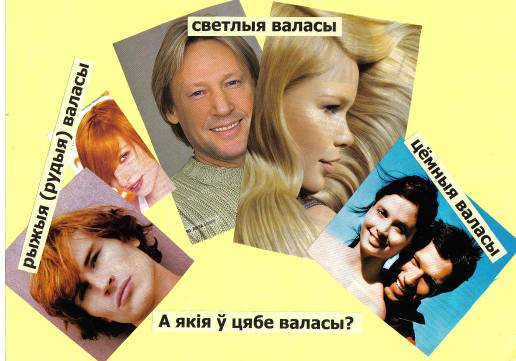 светлыя валасы
рыжыя (рудыя) валасы
цёмныя валасы
А якія ў цябе валасы?